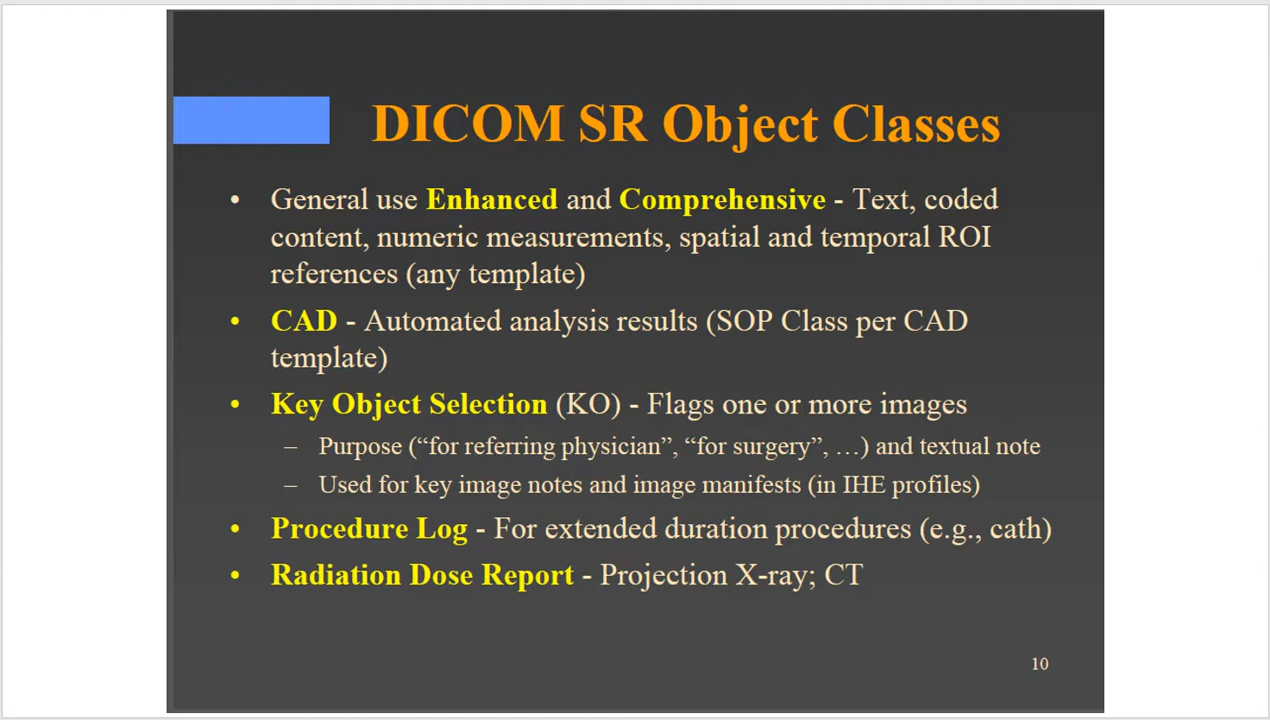 DICOM SR Object Classes
• General use Enhanced and Comprehensive - Text, coded
content, numeric measurements, spatial and temporal ROI
references (any template)
• CAD - Automated analysis results (SOP Class per CAD
template)
• Key Object Selection (KO) - Flags one or more images
– Purpose (“for referring physician”, “for surgery”, …) and textual note
– Used for key image notes and image manifests (in IHE profiles)
• Procedure Log - For extended duration procedures (e.g., cath)
• Radiation Dose Report - Projection X-ray; CT
10